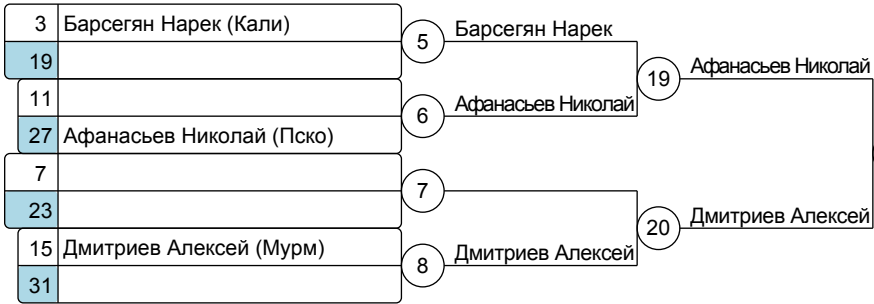 3 Барсегян Нарек (Кали)
19
5 Барсегян Нарек
11
27 Афанасьев Николай (Пско)
6 Афанасьев Николай
19 Афанасьев Николай
7
23
7
15 Дмитриев Алексей (Мурм)
31
8 Дмитриев Алексей
20 Дмитриев Алексей